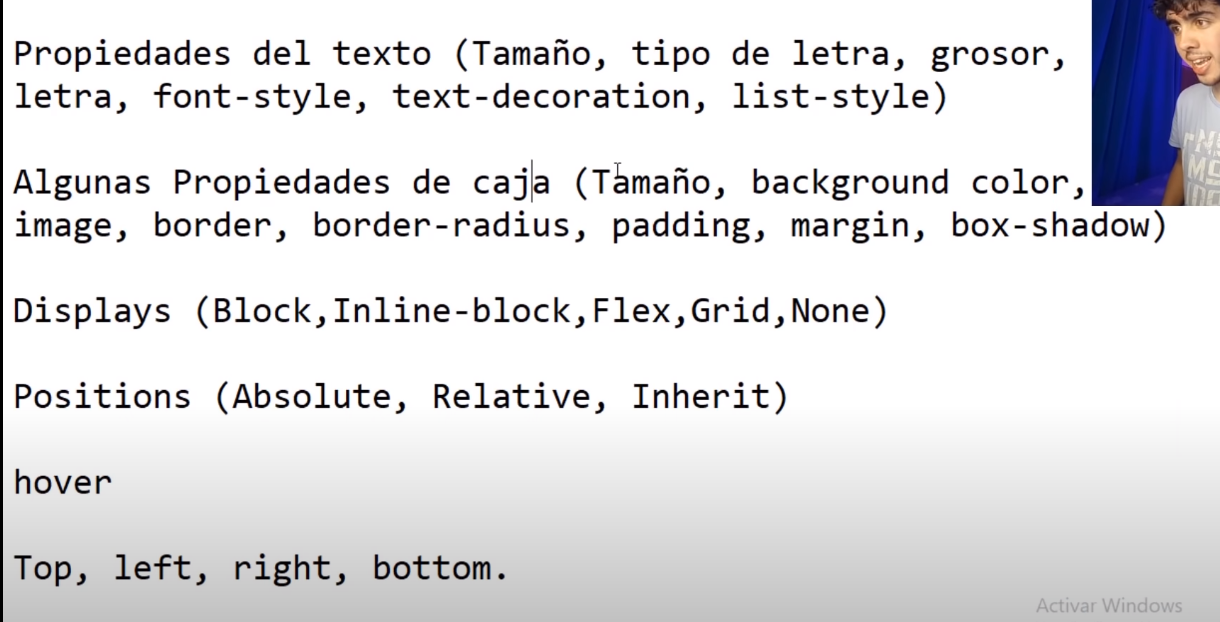 Propiedades del texto (Tamaño, tipo de letra, grosor,
letra, font-style, text-decoration, list-style)
Algunas Propiedades de caja (Tamaño, background color,
image, border, border-radius, padding, margin, box-shadow)
Displays (Block,Inline-block,Flex,Grid,None)
Positions (Absolute, Relative, Inherit)
hover
Top, left, right, bottom.
Activar Windows